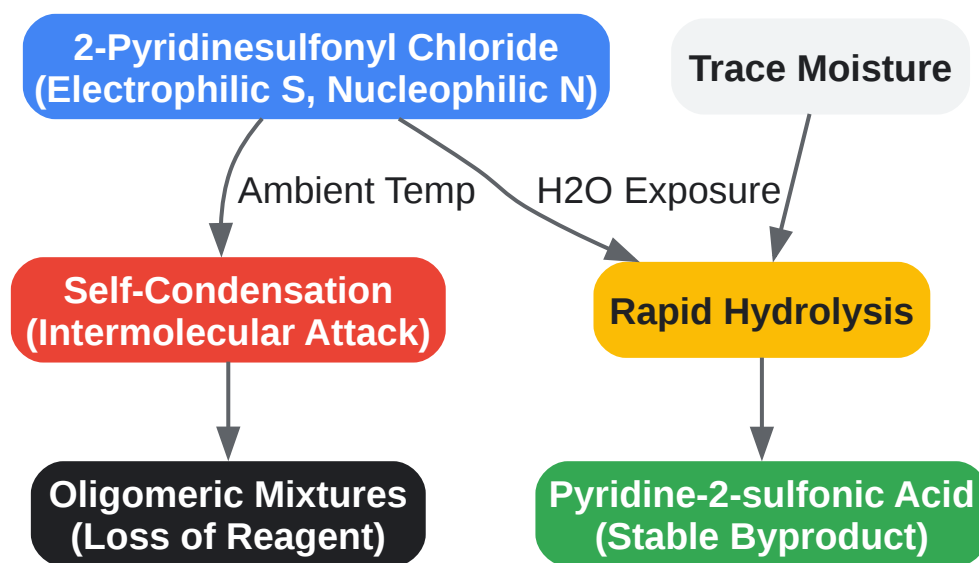 2-Pyridinesulfonyl Chloride
(Electrophilic S, Nucleophilic N)
Trace Moisture
Ambient Temp
H2O Exposure
Self-Condensation
(Intermolecular Attack)
Rapid Hydrolysis
Oligomeric Mixtures
(Loss of Reagent)
Pyridine-2-sulfonic Acid
(Stable Byproduct)